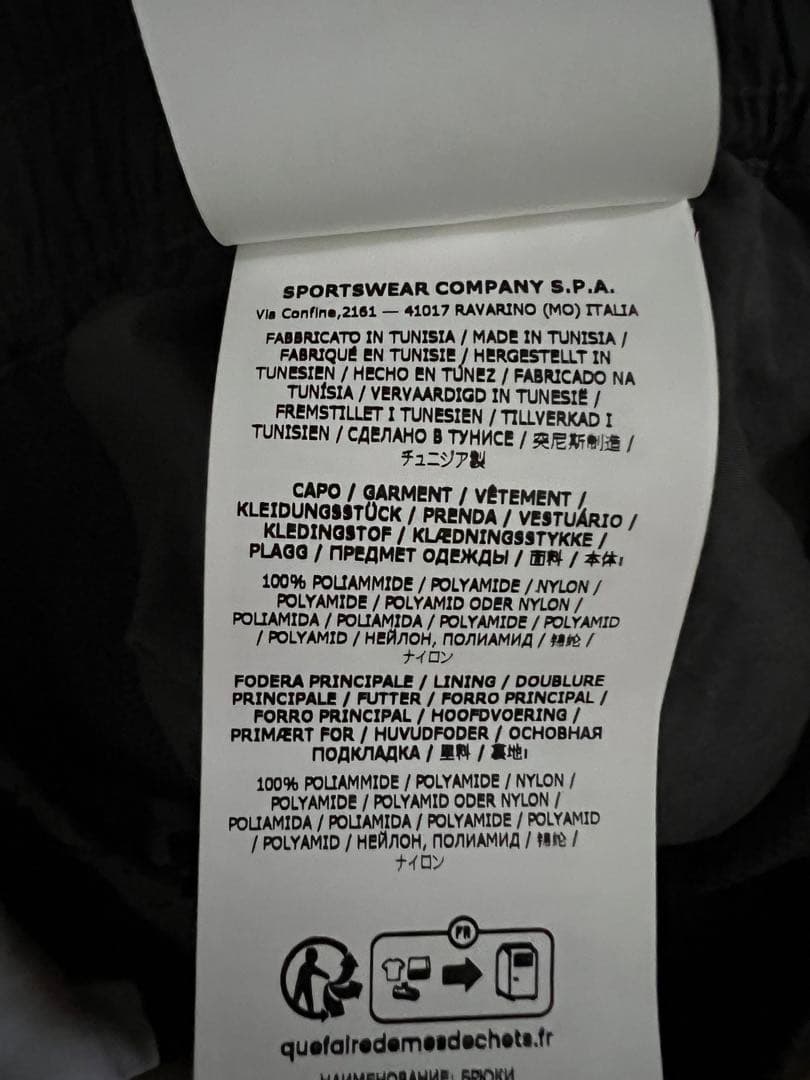 SPORTSWEAR COMPANY S.P.A.
Via Confine,2161 — 41017 RAVARINO (MO) ITALIA
FABBRICATO IN TUNISIA / MADE IN TUNISIA /
FABRIQUÉ EN TUNISIE / HERGESTELLT IN
TUNESIEN / HECHO EN TÚNEZ / FABRICADO NA
TUNÍSIA / VERVAARDIGD IN TUNESIË /
FREMSTILLET I TUNESIEN / TILLVERKAD I
TUNISIEN / СДЕЛАНО В ТУНИСЕ / 突尼斯制造 /
チュニジア製
CAPO / GARMENT / VÊTEMENT /
KLEIDUNGSSTÜCK / PRENDA / VESTUÁRIO /
KLEDINGSTOF / KLÆDNINGSSTYKKE /
PLAGG / ПРЕДМЕТ ОДЕЖДЫ / 面料 / 本体:
100% POLIAMMIDE / POLYAMIDE / NYLON /
POLYAMIDE / POLYAMID ODER NYLON /
POLIAMIDA / POLIAMIDA / POLYAMIDE / POLYAMID
/ POLYAMID / НЕЙЛОН, ПОЛИАМИД / 锦纶 /
ナイロン
FODERA PRINCIPALE / LINING / DOUBLURE
PRINCIPALE / FUTTER / FORRO PRINCIPAL /
FORRO PRINCIPAL / HOOFDVOERING /
PRIMÆRT FOR / HUVUDFODER / ОСНОВНАЯ
ПОДКЛАДКА / 里料 / 裏地:
100% POLIAMMIDE / POLYAMIDE / NYLON /
POLYAMIDE / POLYAMID ODER NYLON /
POLIAMIDA / POLIAMIDA / POLYAMIDE / POLYAMID
/ POLYAMID / НЕЙЛОН, ПОЛИАМИД / 锦纶 /
ナイロン
FR
quefairedemesdechets.fr
НАИМЕНОВАНИЕ: БРЮКИ